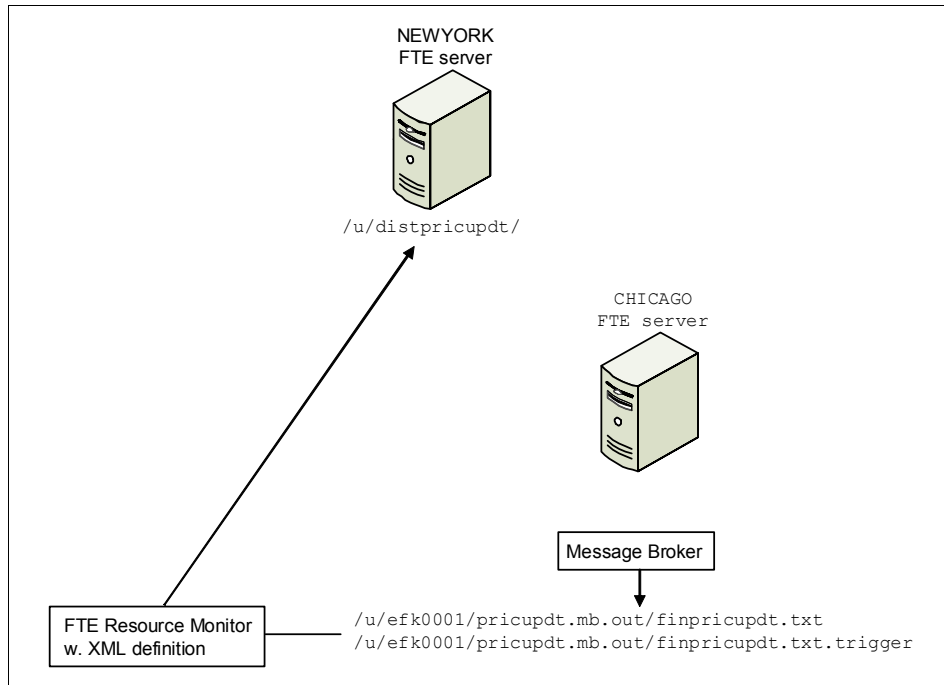 NEWYORK
FTE server
/u/distpricupdt/
CHICAGO
FTE server
Message Broker
FTE Resource Monitor
w. XML definition
/u/efk0001/pricupdt.mb.out/finpricupdt.txt
/u/efk0001/pricupdt.mb.out/finpricupdt.txt.trigger